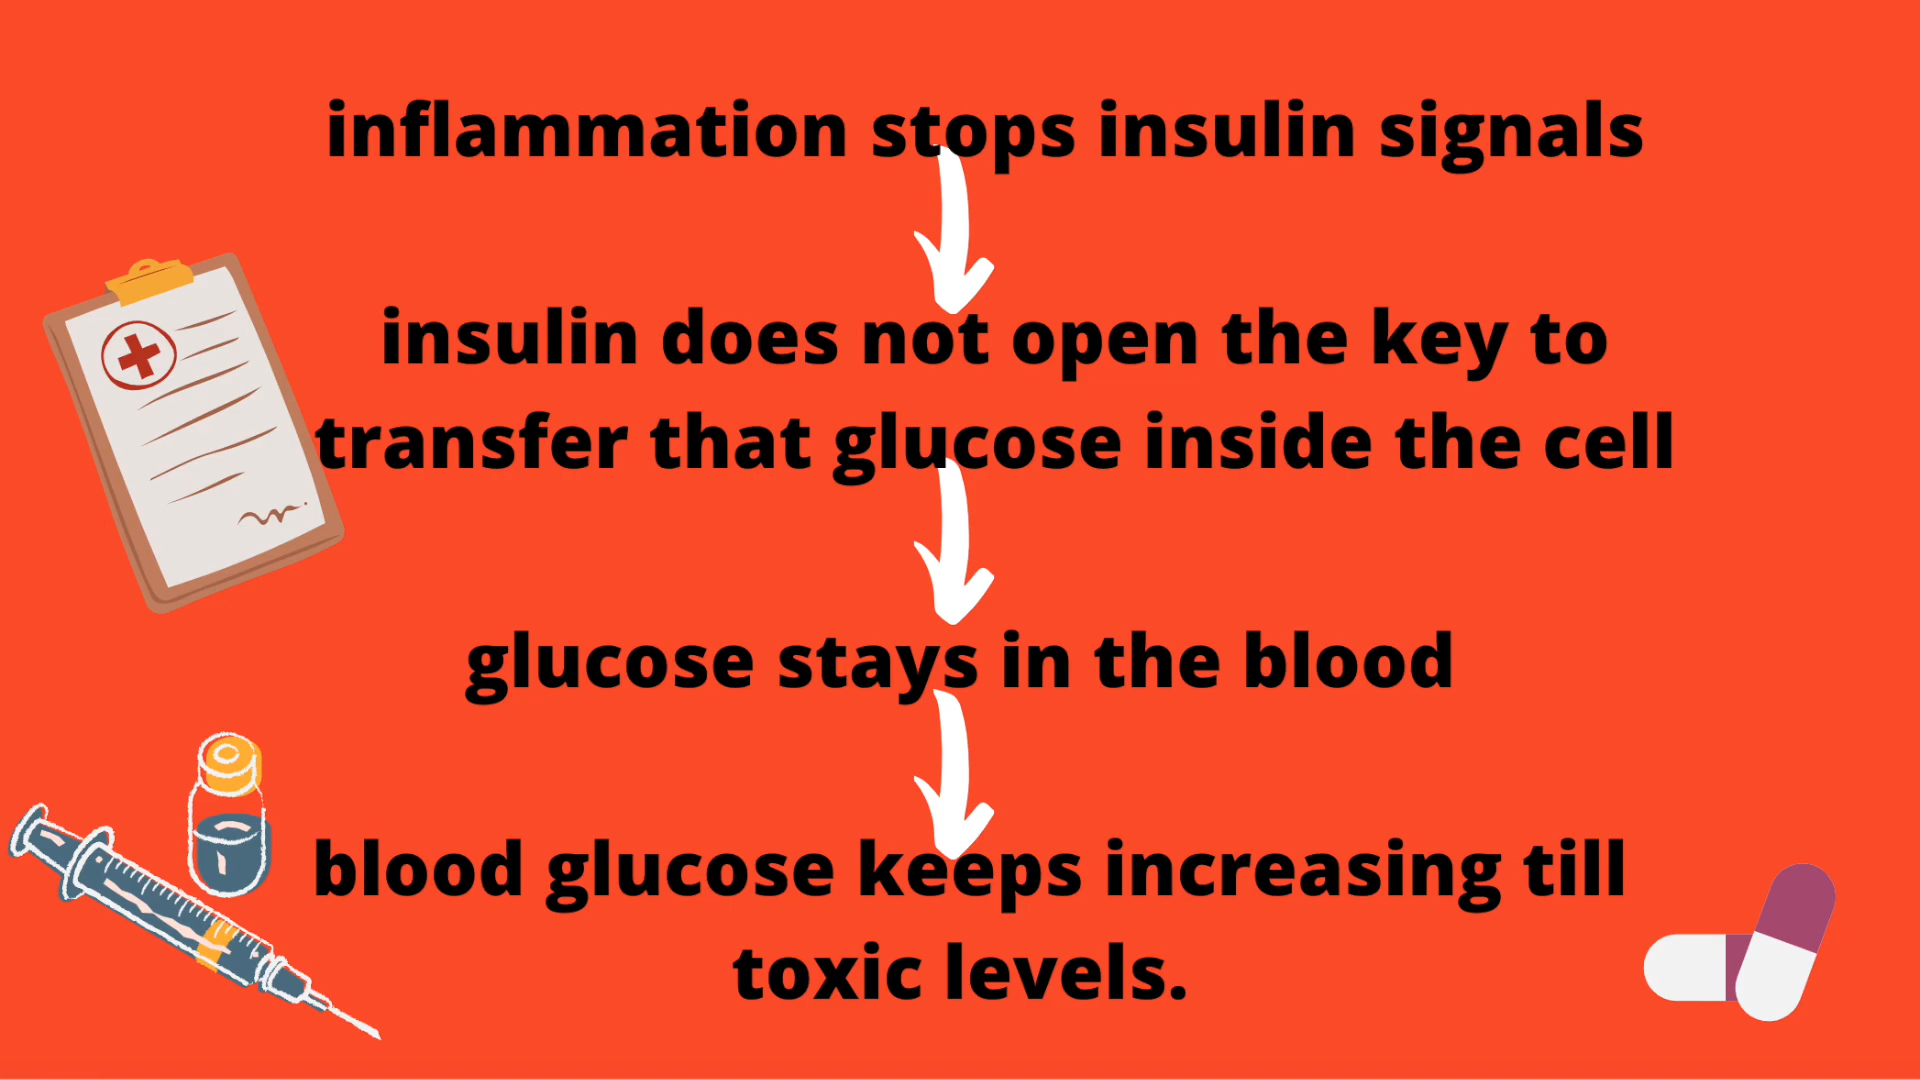 inflammation stops insulin signals
insulin does not open the key to
transfer that glucose inside the cell
glucose stays in the blood
blood glucose keeps increasing till
toxic levels.